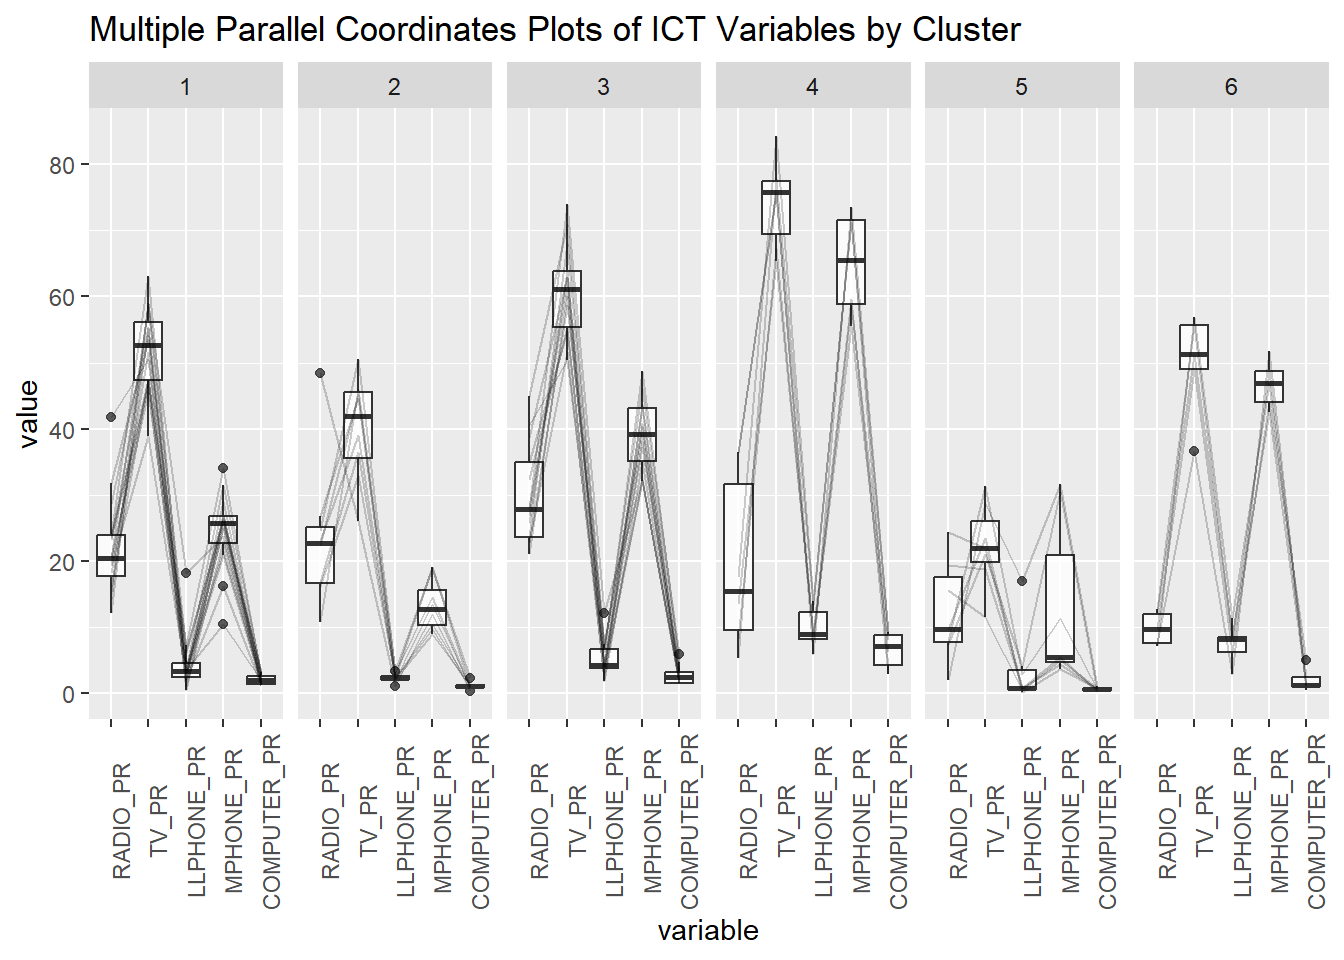 Multiple Parallel Coordinates Plots of ICT Variables by Cluster
1 2 3 4 5 6
value
80
60
40
20
0
RADIO_PR TV_PR LLPHONE_PR MPHONE_PR COMPUTER_PR RADIO_PR TV_PR LLPHONE_PR MPHONE_PR COMPUTER_PR RADIO_PR TV_PR LLPHONE_PR MPHONE_PR COMPUTER_PR RADIO_PR TV_PR LLPHONE_PR MPHONE_PR COMPUTER_PR RADIO_PR TV_PR LLPHONE_PR MPHONE_PR COMPUTER_PR RADIO_PR TV_PR LLPHONE_PR MPHONE_PR COMPUTER_PR
variable